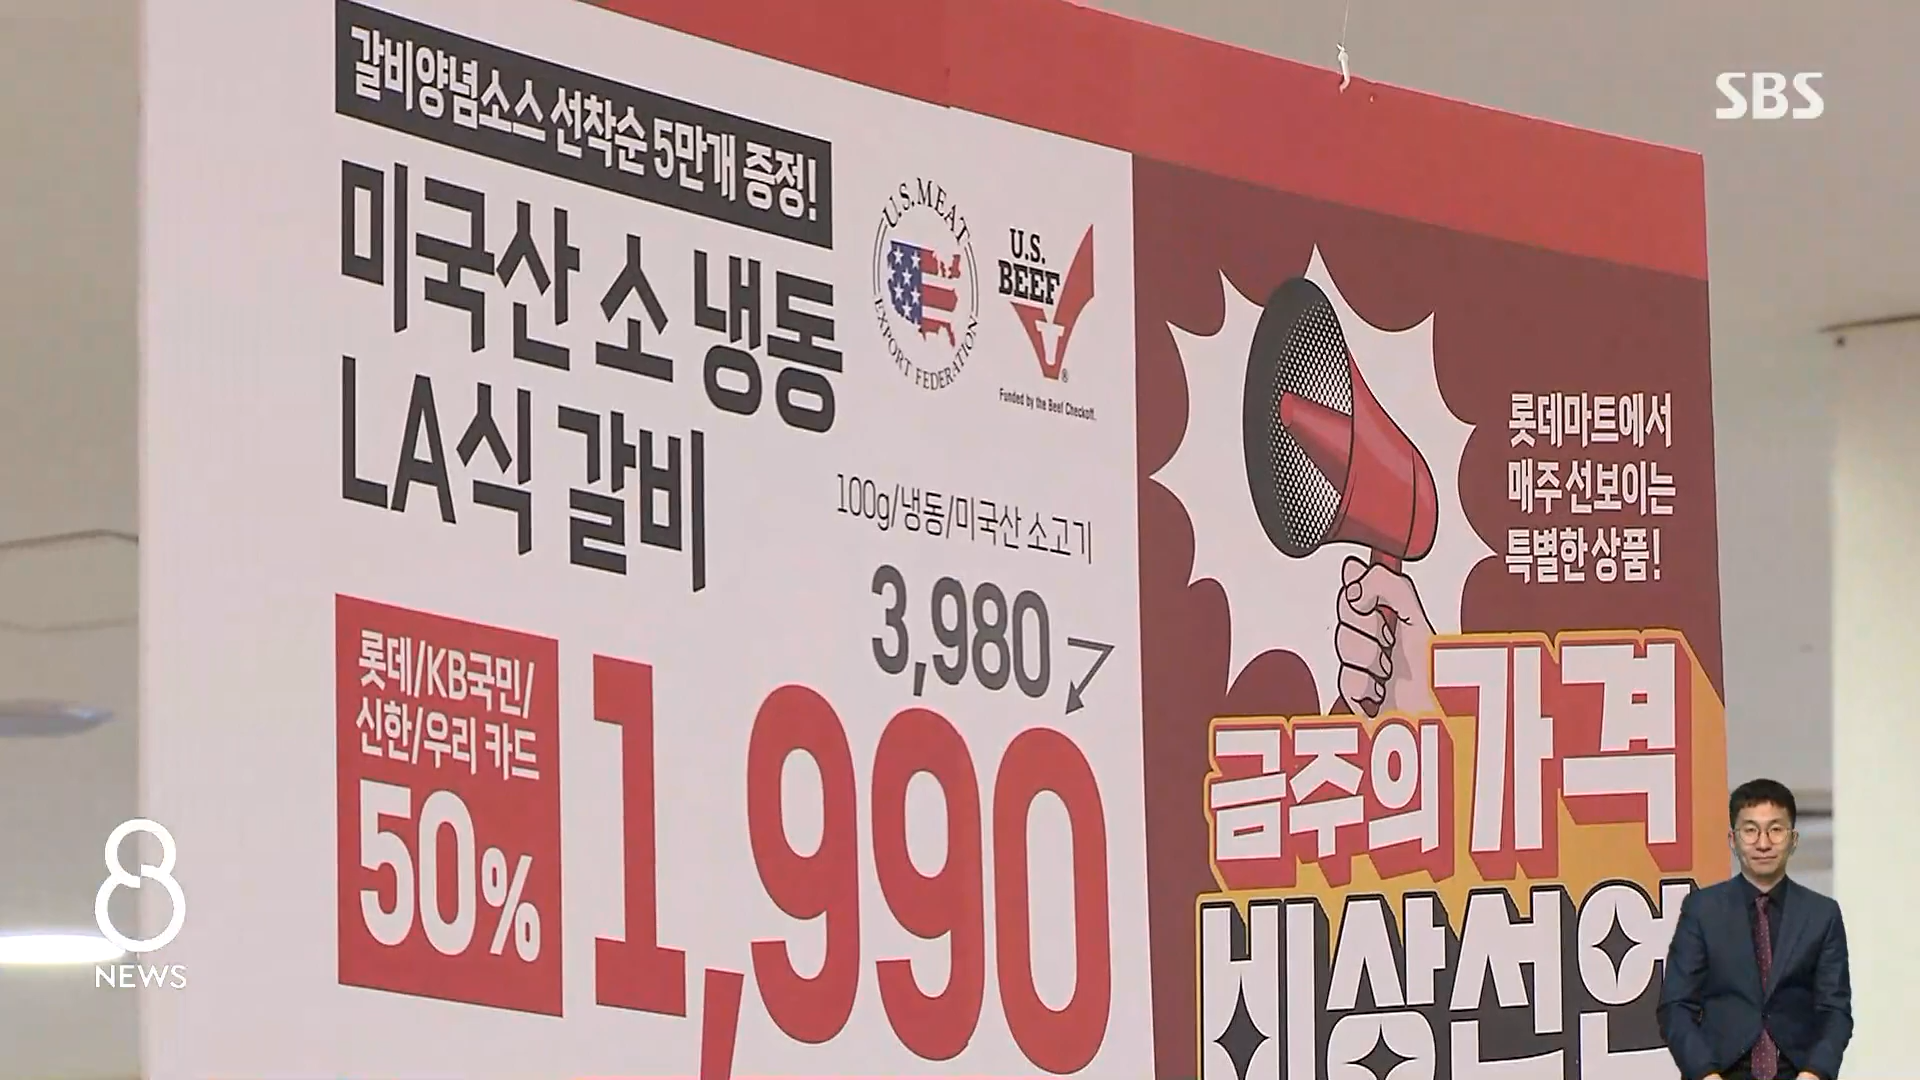 갈비양념소스 선착순 5만개 증정!
미국산 소 냉동
LA식 갈비
U.S. MEAT
EXPORT FEDERATION
U.S.
BEEF
Funded by the Beef Checkoff.
100g/냉동/미국산 소고기
3,980
1,990
롯데/KB국민/
신한/우리 카드
50%
롯데마트에서
매주 선보이는
특별한 상품!
금주의 가격
비상선언
SBS
8
NEWS